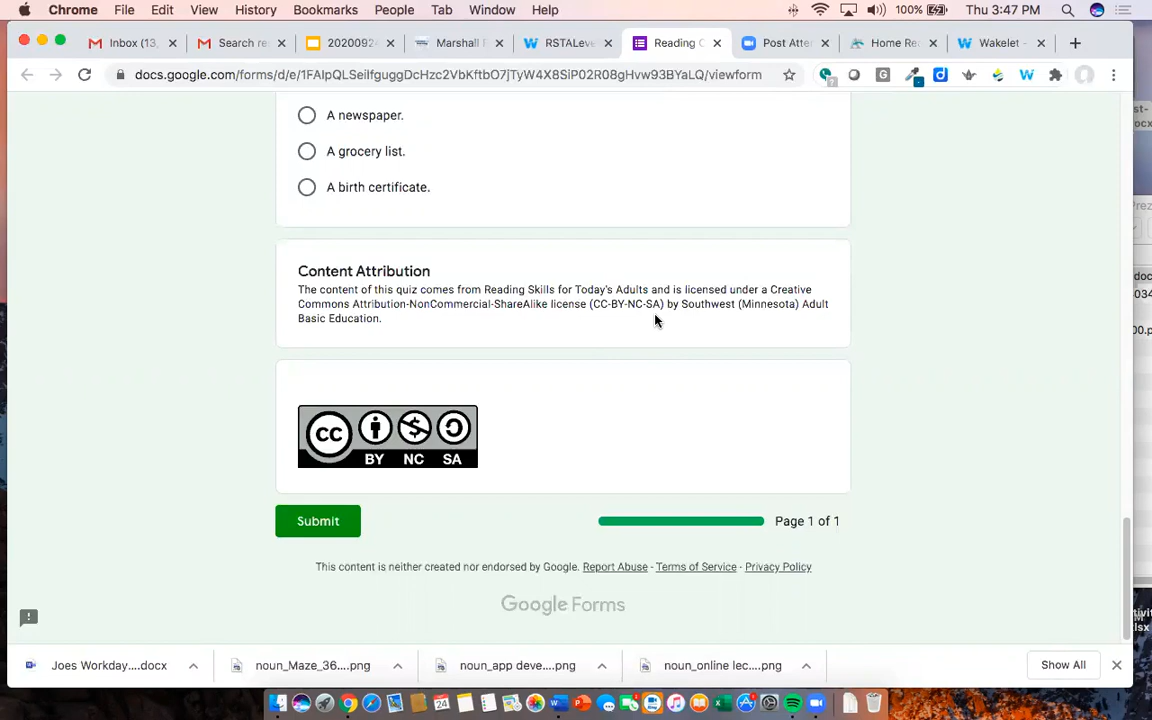 Chrome File Edit View History Bookmarks People Tab Window Help 100% Thu 3:47 PM
Inbox (13, Search re 2020092 Marshall RSTALeve Reading C Post Atter Home Re Wakelet -
docs.google.com/forms/d/e/1FAIpQLSeiIfguggDcHzc2VbKftbO7jTyW4X8SiP02R08gHvw93BYaLQ/viewform
A newspaper.
A grocery list.
A birth certificate.
Content Attribution
The content of this quiz comes from Reading Skills for Today's Adults and is licensed under a Creative
Commons Attribution-NonCommercial-ShareAlike license (CC-BY-NC-SA) by Southwest (Minnesota) Adult
Basic Education.
CC
BY NC SA
Submit
Page 1 of 1
This content is neither created nor endorsed by Google. Report Abuse - Terms of Service - Privacy Policy
Google Forms
Joes Workday....docx noun_Maze_36....png noun_app deve....png noun_online lec....png Show All